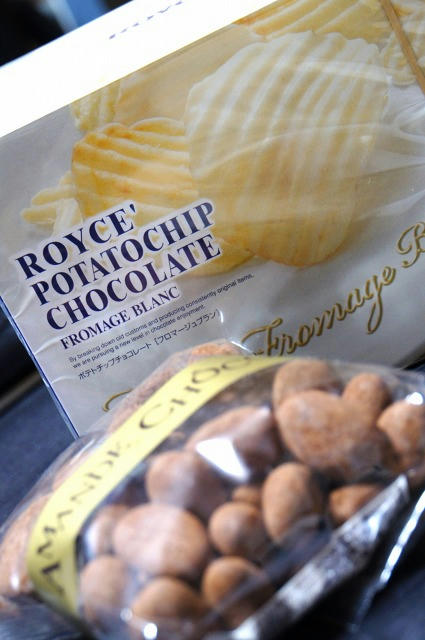 ROYCE'
POTATOCHIP
CHOCOLATE
FROMAGE BLANC
By breaking down old customs and producing consistently original items,
we are pursuing a new level in chocolate enjoyment.
ポテトチップチョコレート [フロマージュブラン]
Fromage B
AMANDE CHOC